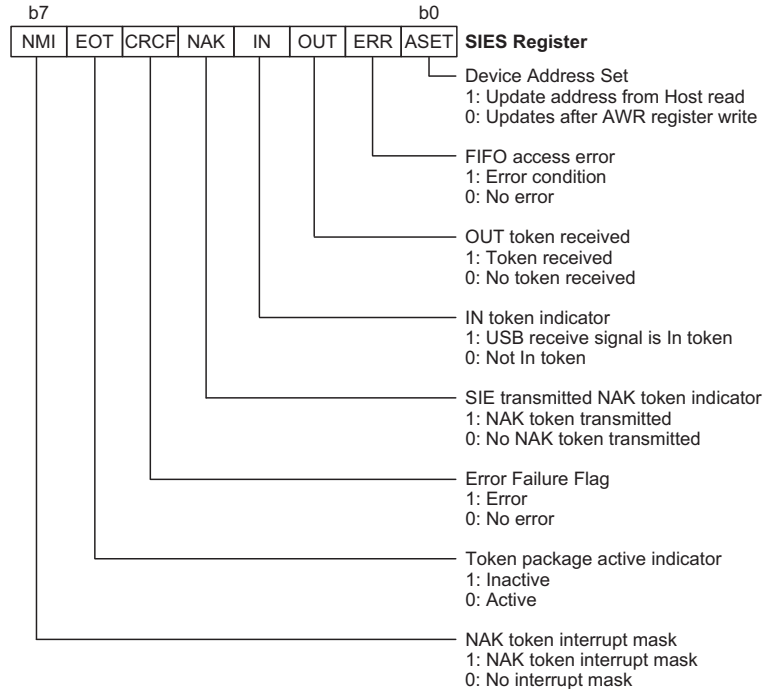 b7 b0
NMI EOT CRCF NAK IN OUT ERR ASET SIES Register
Device Address Set
1: Update address from Host read
0: Updates after AWR register write
FIFO access error
1: Error condition
0: No error
OUT token received
1: Token received
0: No token received
IN token indicator
1: USB receive signal is In token
0: Not In token
SIE transmitted NAK token indicator
1: NAK token transmitted
0: No NAK token transmitted
Error Failure Flag
1: Error
0: No error
Token package active indicator
1: Inactive
0: Active
NAK token interrupt mask
1: NAK token interrupt mask
0: No interrupt mask